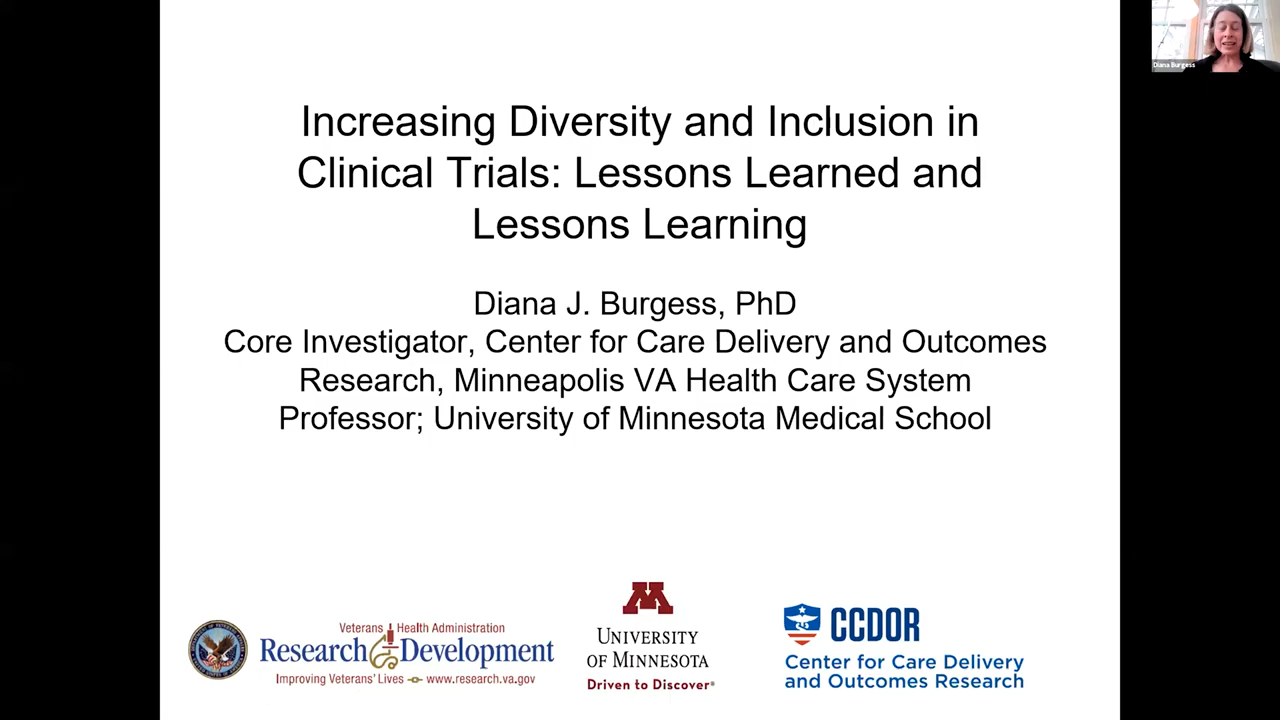 Diana Burgess
Increasing Diversity and Inclusion in
Clinical Trials: Lessons Learned and
Lessons Learning
Diana J. Burgess, PhD
Core Investigator, Center for Care Delivery and Outcomes
Research, Minneapolis VA Health Care System
Professor; University of Minnesota Medical School
Veterans Health Administration
Research & Development
Improving Veterans' Lives www.research.va.gov
M
UNIVERSITY
OF MINNESOTA
Driven to Discover®
CCDOR
Center for Care Delivery
and Outcomes Research